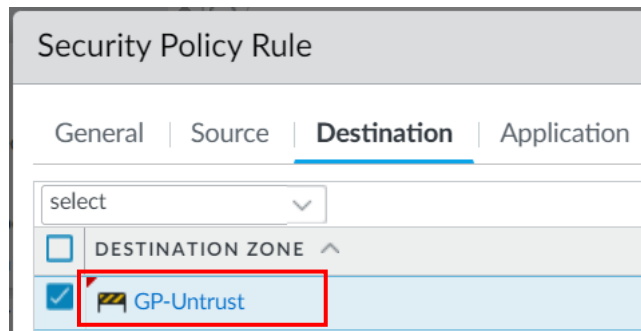 Security Policy Rule
General Source Destination Application
select
DESTINATION ZONE
GP-Untrust